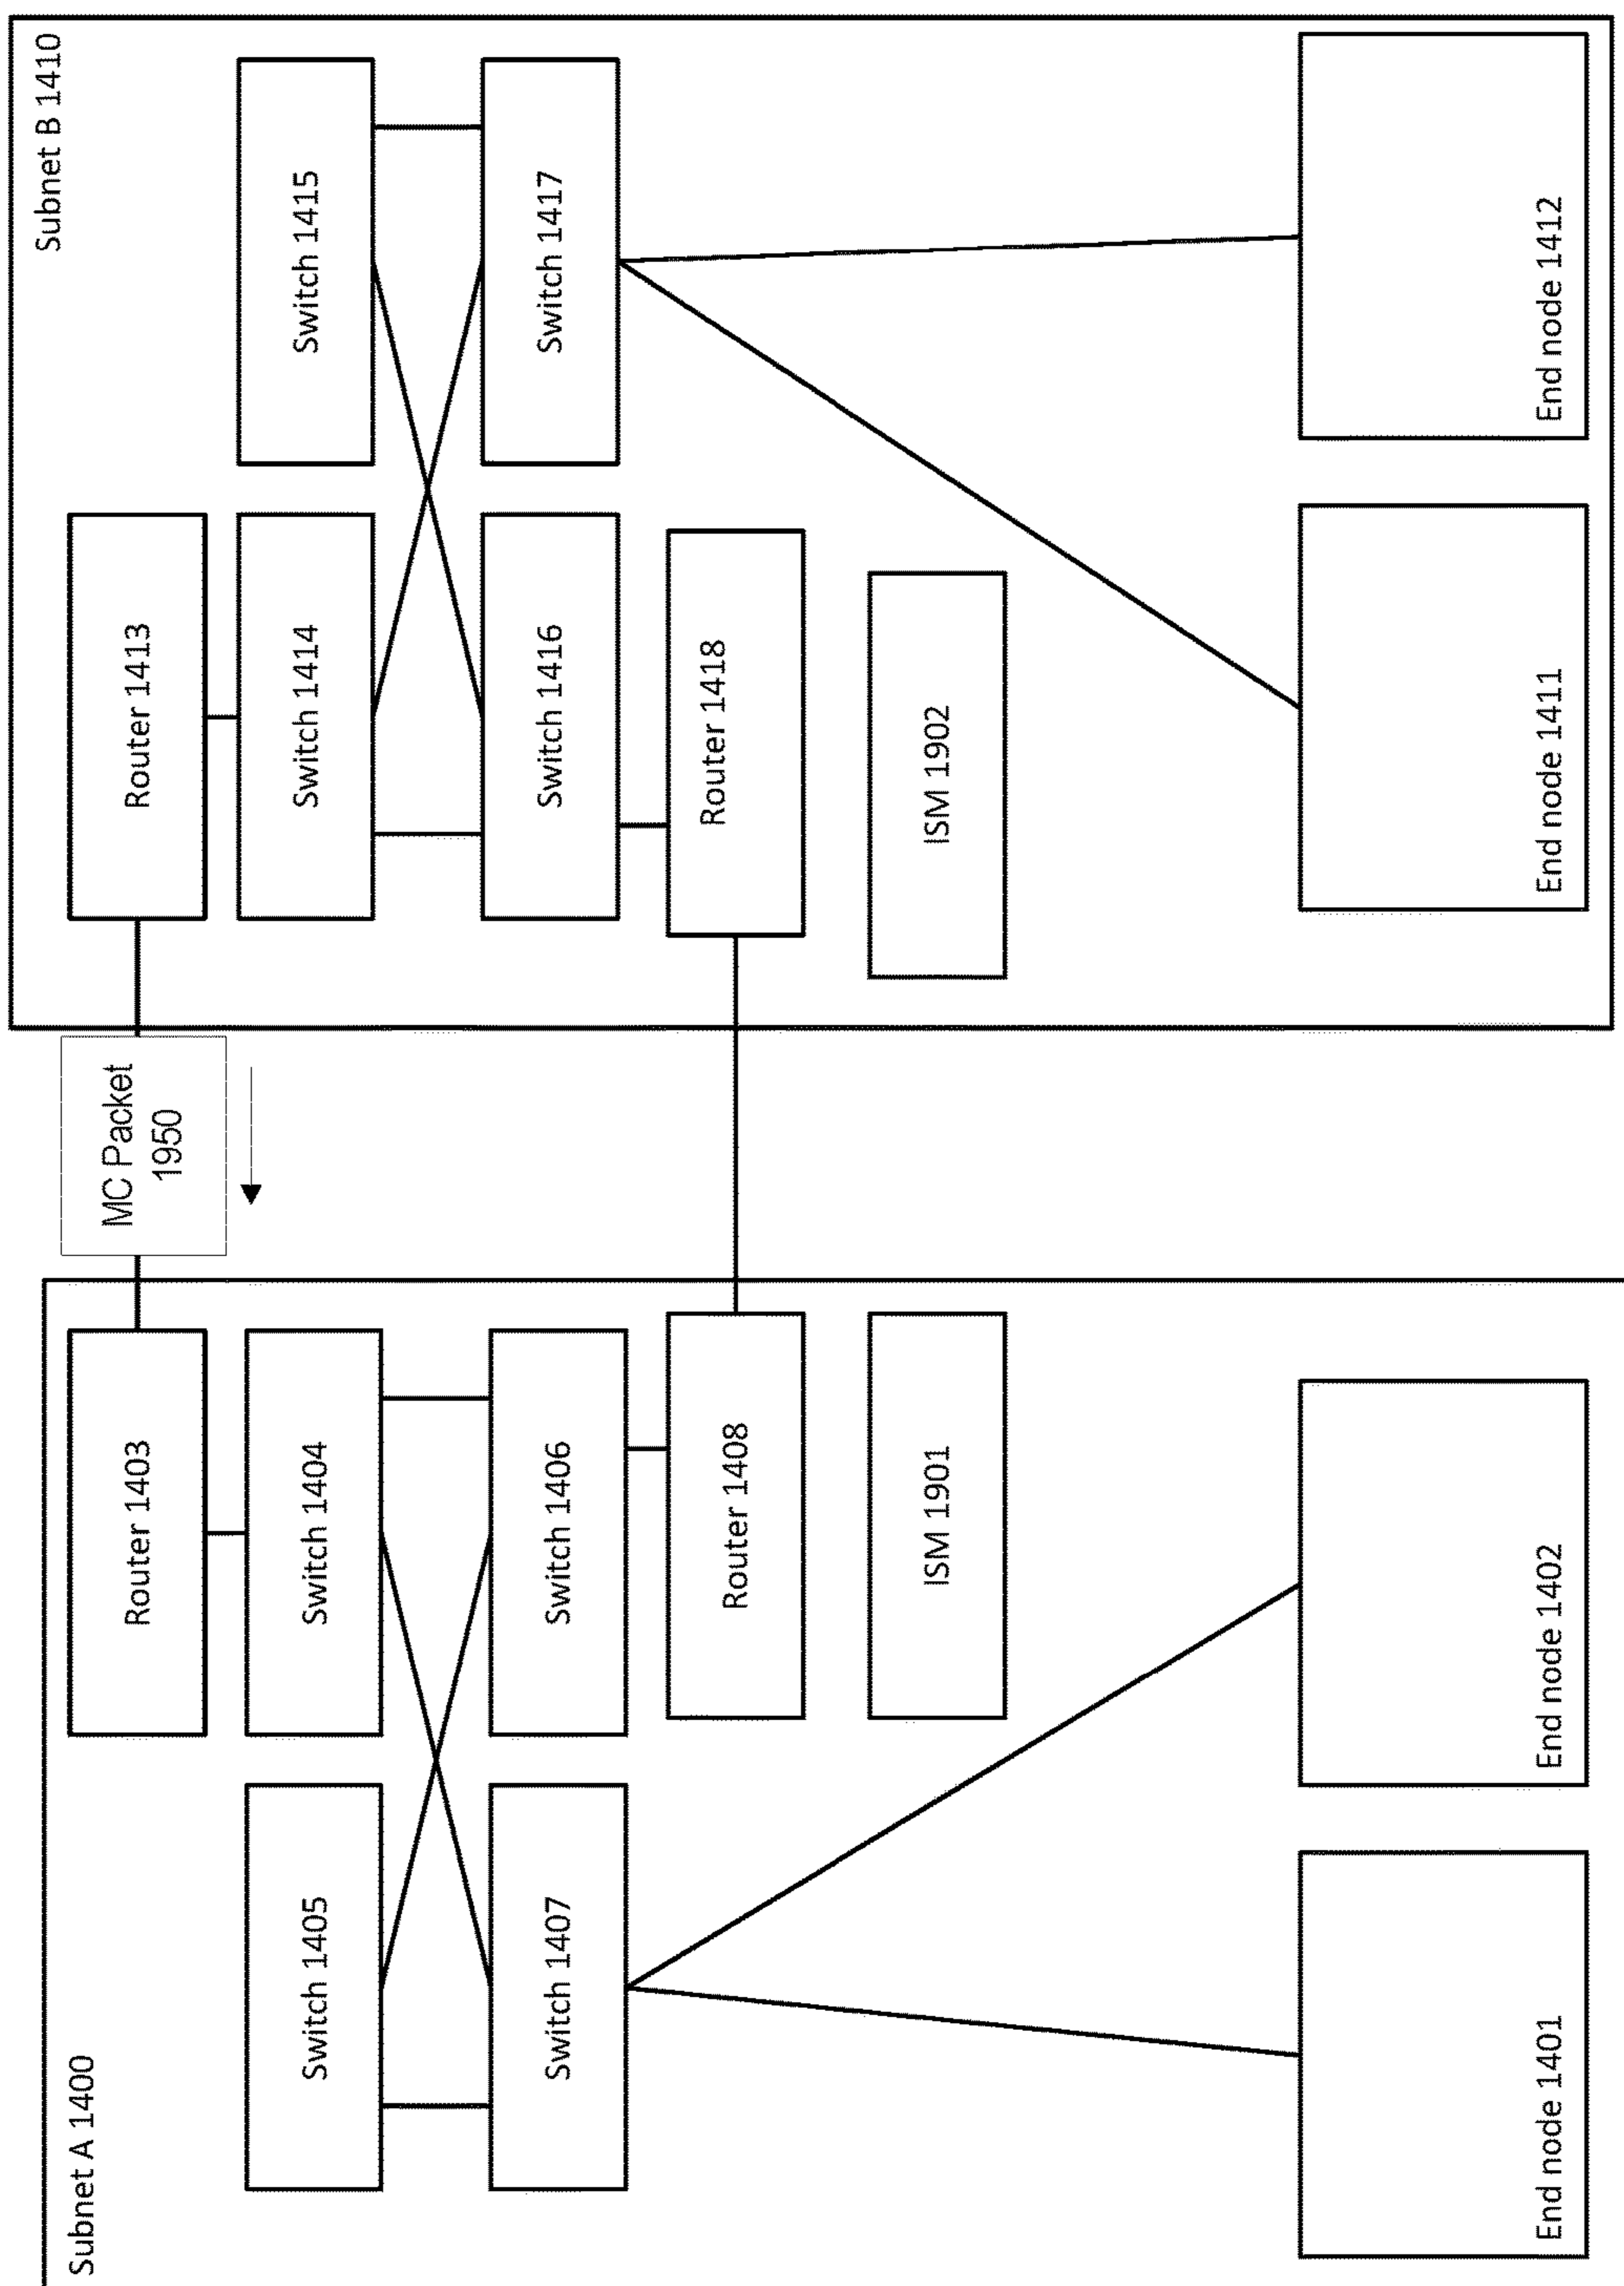 Subnet A 1400
Router 1403
Switch 1405
Switch 1404
Switch 1407
Switch 1406
Router 1408
ISM 1901
End node 1401
End node 1402
MC Packet
1950
Subnet B 1410
Router 1413
Switch 1414
Switch 1415
Switch 1416
Switch 1417
Router 1418
ISM 1902
End node 1411
End node 1412